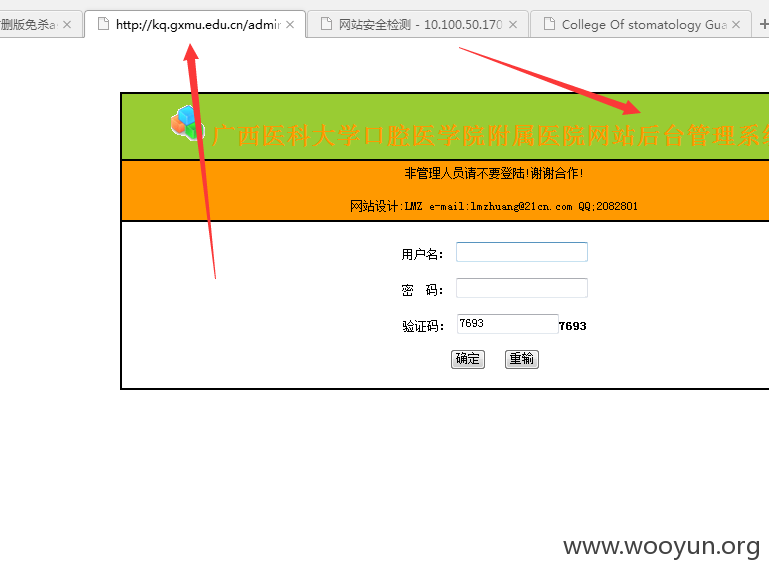 删版免杀a
http://kq.gxmu.edu.cn/admin
网站安全检测 - 10.100.50.170
College Of stomatology Gua
广西医科大学口腔医学院附属医院网站后台管理系统
非管理人员请不要登陆!谢谢合作!
网站设计:LMZ e-mail:lmzhuang@21cn.com QQ;2082801
用户名:
密 码:
验证码: 7693 7693
确定 重输
www.wooyun.org